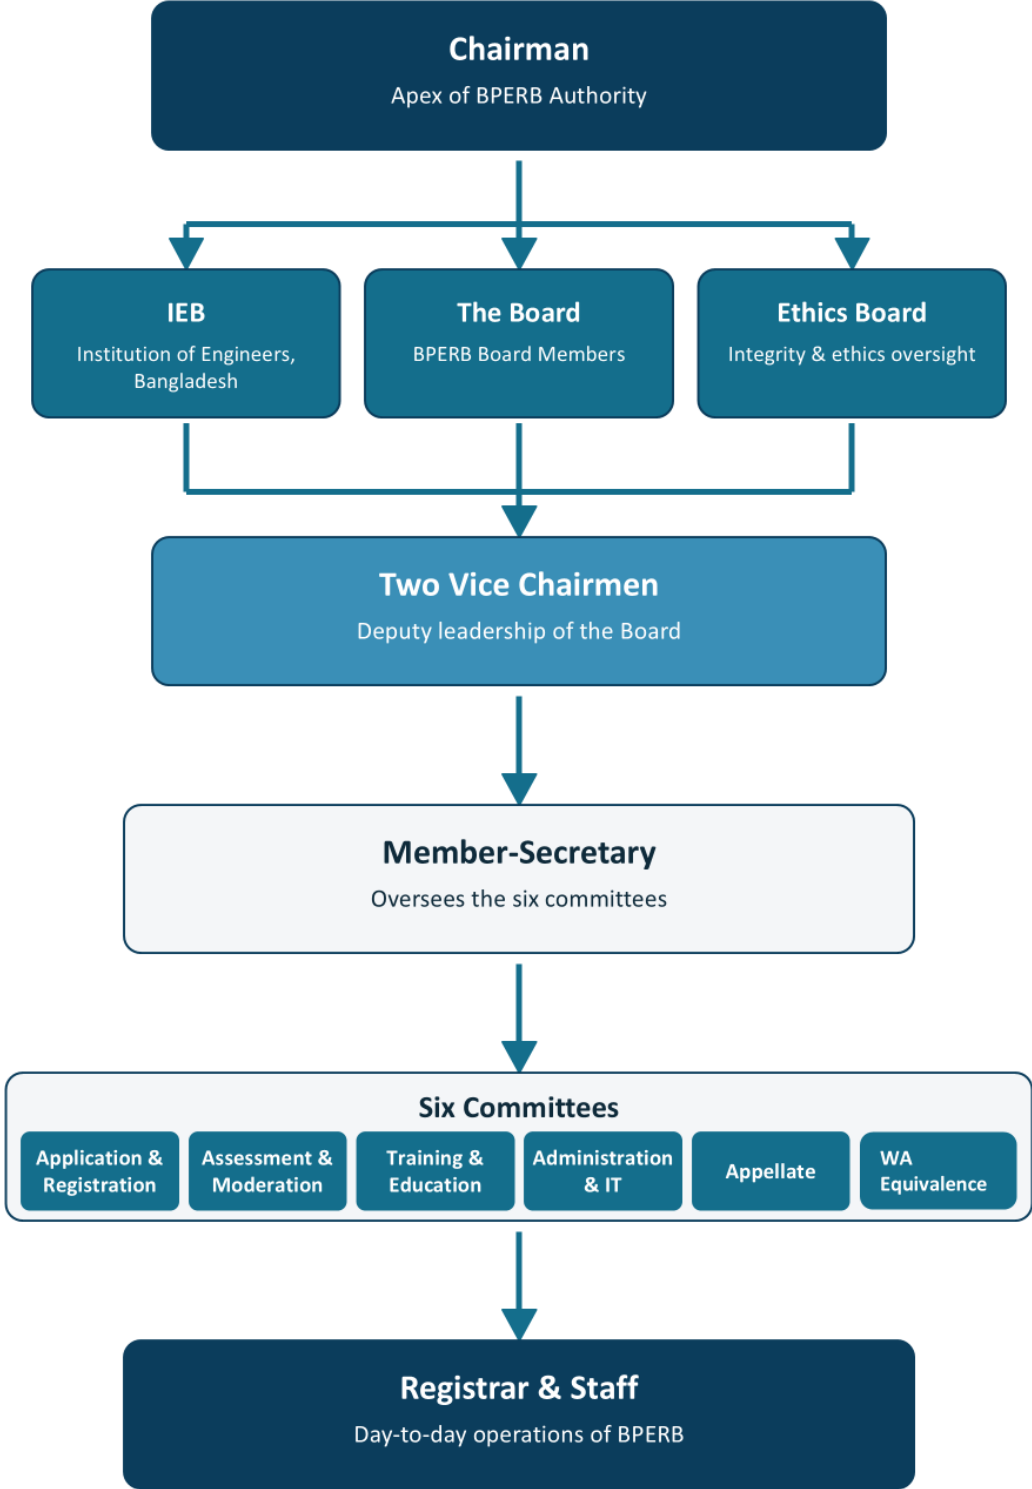 Chairman
Apex of BPERB Authority
IEB
Institution of Engineers,
Bangladesh
The Board
BPERB Board Members
Ethics Board
Integrity & ethics oversight
Two Vice Chairmen
Deputy leadership of the Board
Member-Secretary
Oversees the six committees
Six Committees
Application &
Registration
Assessment &
Moderation
Training &
Education
Administration
& IT
Appellate
WA
Equivalence
Registrar & Staff
Day-to-day operations of BPERB